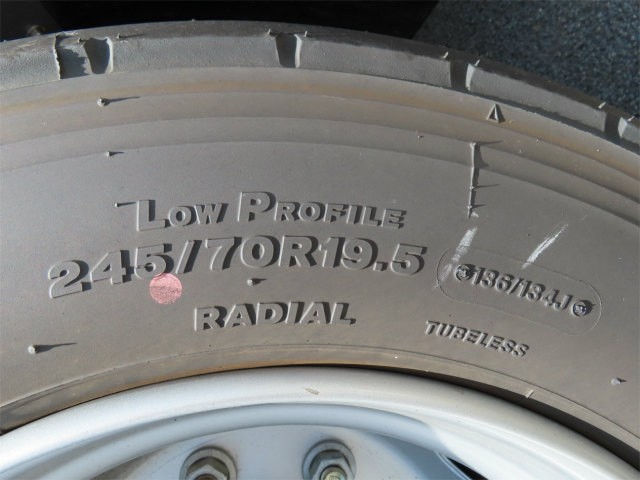 LOW PROFILE
245/70R19.5
136/134J
RADIAL
TUBELESS